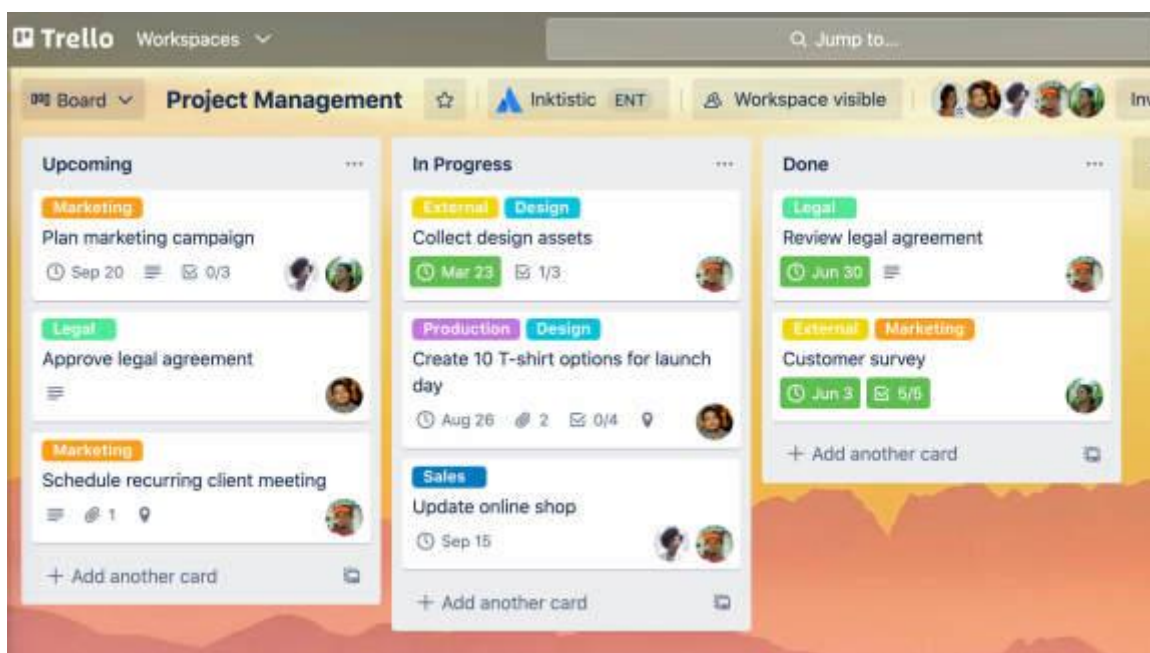 Trello Workspaces Jump to...
Board Project Management Inktistic ENT Workspace visible Inv
Upcoming
Marketing
Plan marketing campaign
Sep 20 0/3
Legal
Approve legal agreement
Marketing
Schedule recurring client meeting
1
+ Add another card
In Progress
External Design
Collect design assets
Mar 23 1/3
Production Design
Create 10 T-shirt options for launch
day
Aug 26 2 0/4
Sales
Update online shop
Sep 15
+ Add another card
Done
Legal
Review legal agreement
Jun 30
External Marketing
Customer survey
Jun 3 5/5
+ Add another card